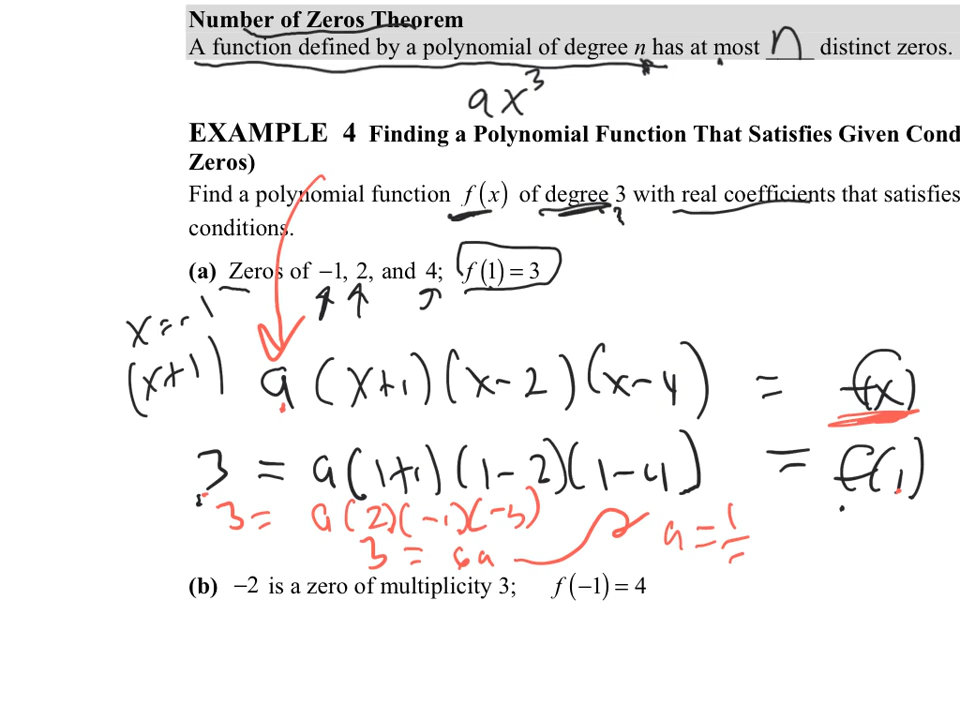 Number of Zeros Theorem
A function defined by a polynomial of degree n has at most n distinct zeros.
ax³
EXAMPLE 4 Finding a Polynomial Function That Satisfies Given Cond
Zeros)
Find a polynomial function f(x) of degree 3 with real coefficients that satisfies
conditions.
(a) Zeros of −1, 2, and 4; f(1) = 3
x = -1
(x+1) a (x+1)(x-2)(x-4) = f(x)
3 = a(1+1)(1-2)(1-4) = f(1)
3 = a(2)(-1)(-3)
3 = 6a a = 1
(b) −2 is a zero of multiplicity 3; f(−1) = 4